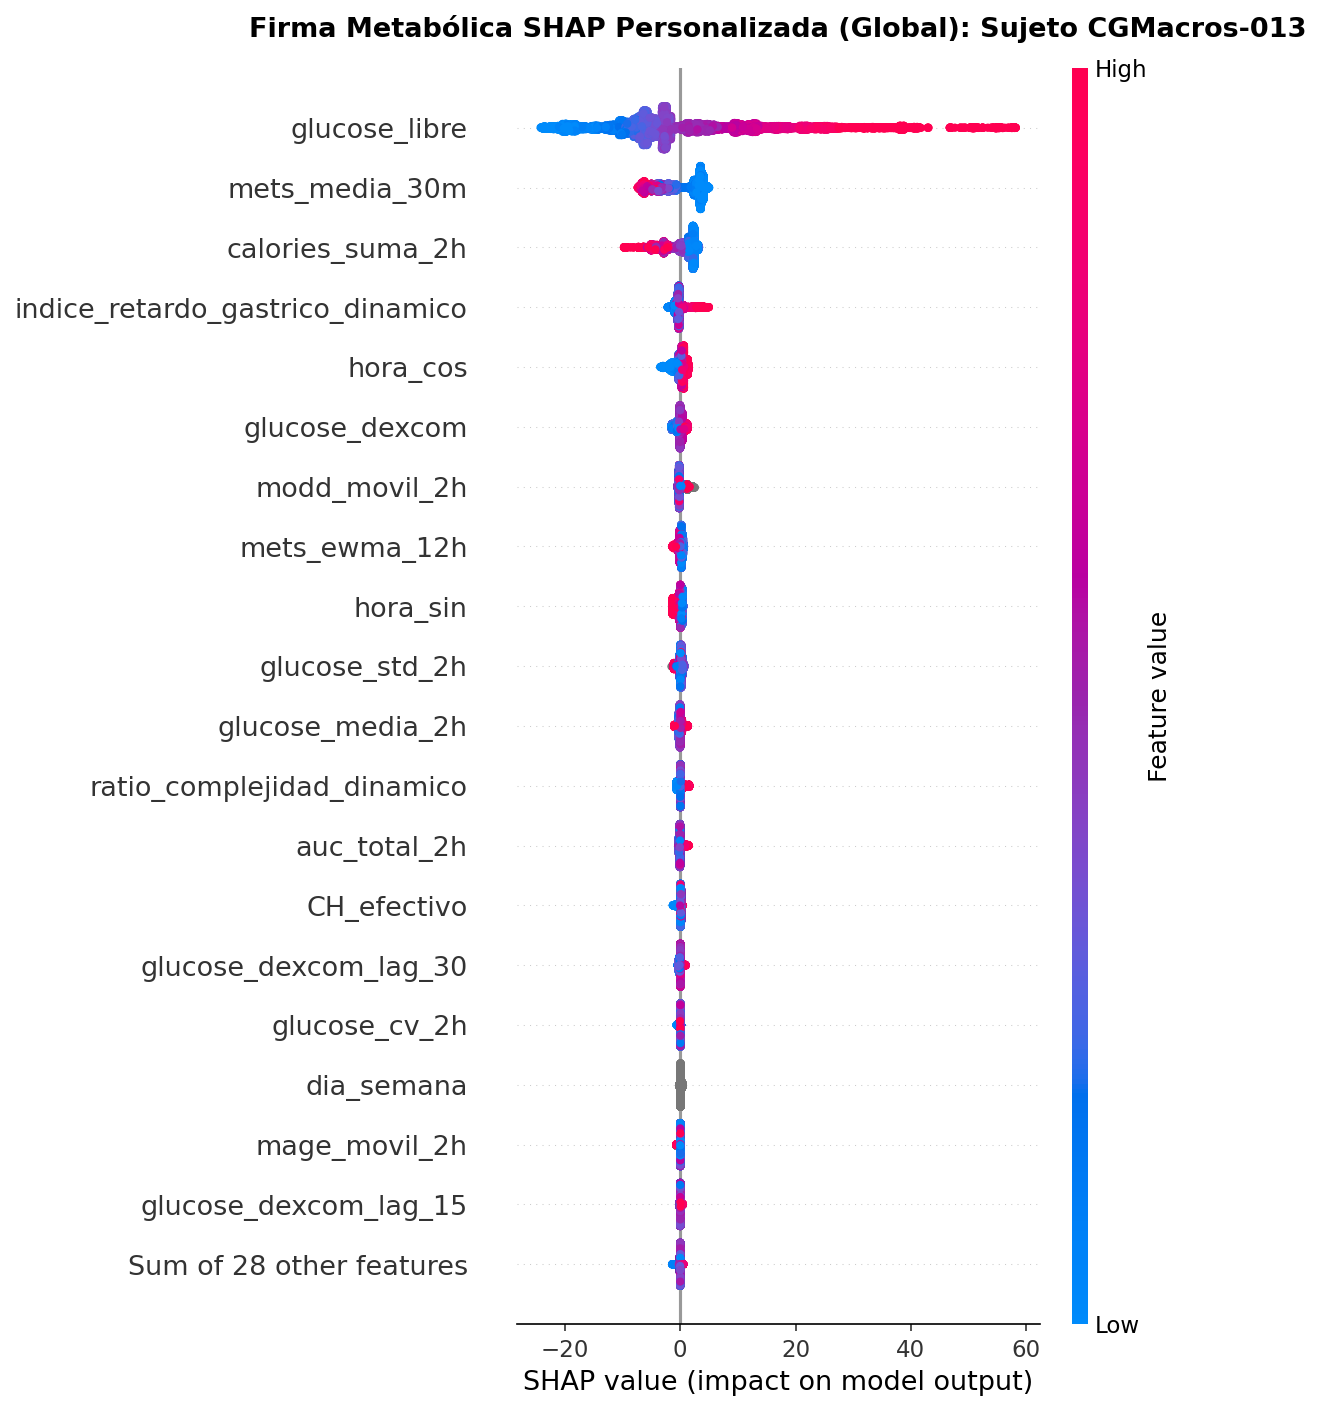 Firma Metabólica SHAP Personalizada (Global): Sujeto CGMacros-013
High
glucose_libre
mets_media_30m
calories_suma_2h
indice_retardo_gastrico_dinamico
hora_cos
glucose_dexcom
modd_movil_2h
mets_ewma_12h
hora_sin
glucose_std_2h
glucose_media_2h
ratio_complejidad_dinamico
auc_total_2h
CH_efectivo
glucose_dexcom_lag_30
glucose_cv_2h
dia_semana
mage_movil_2h
glucose_dexcom_lag_15
Sum of 28 other features
Feature value
Low
−20 0 20 40 60
SHAP value (impact on model output)